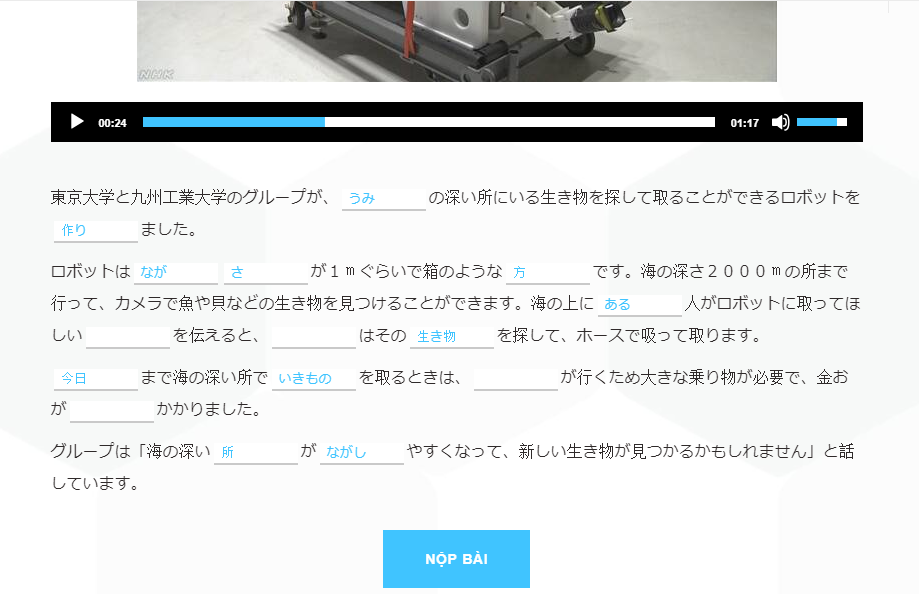 NHK
00:24 01:17
東京大学と九州工業大学のグループが、 うみ の深い所にいる生き物を探して取ることができるロボットを
作り ました。
ロボットは なが さ が１ｍぐらいで箱のような 方 です。海の深さ２０００ｍの所まで
行って、カメラで魚や貝などの生き物を見つけることができます。海の上に ある 人がロボットに取ってほ
しい を伝えると、 はその 生き物 を探して、ホースで吸って取ります。
今日 まで海の深い所で いきもの を取るときは、 が行くため大きな乗り物が必要で、金お
が かかりました。
グループは「海の深い 所 が ながし やすくなって、新しい生き物が見つかるかもしれません」と話
しています。
NỘP BÀI